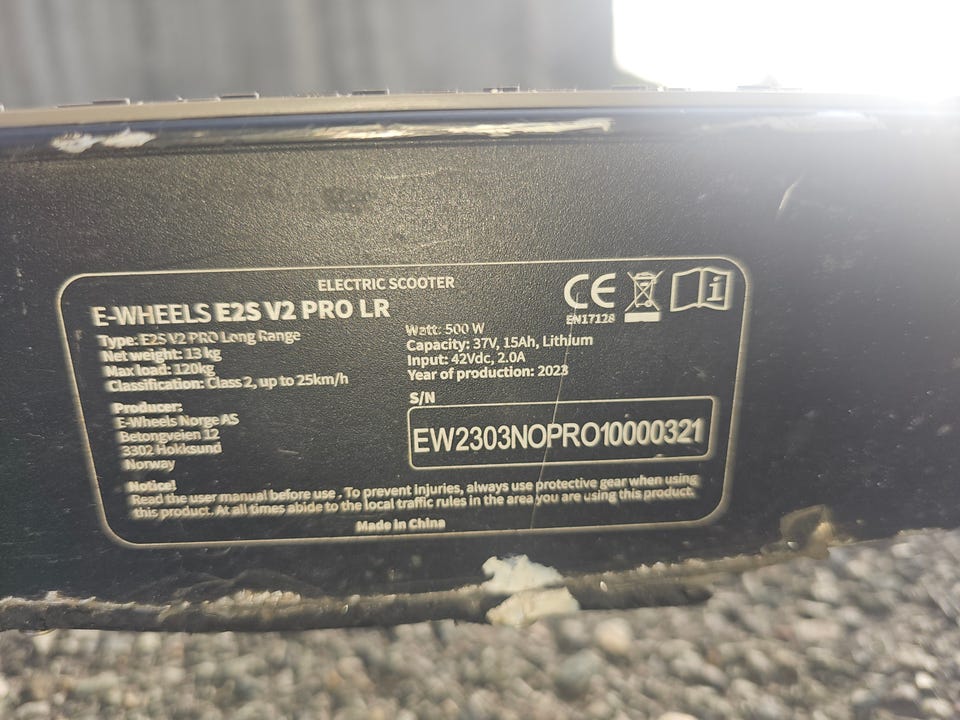 ELECTRIC SCOOTER
E-WHEELS E2S V2 PRO LR
Type: E2S V2 PRO Long Range
Net weight: 13 kg
Max load: 120kg
Classification: Class 2, up to 25km/h
Producer:
E-Wheels Norge AS
Betongveien 12
3302 Hokksund
Norway
CE
EN17128
Watt: 500 W
Capacity: 37V, 15Ah, Lithium
Input: 42Vdc, 2.0A
Year of production: 2023
S/N
EW2303NOPRO10000321
Notice!
Read the user manual before use . To prevent injuries, always use protective gear when using
this product. At all times abide to the local traffic rules in the area you are using this product.
Made in China